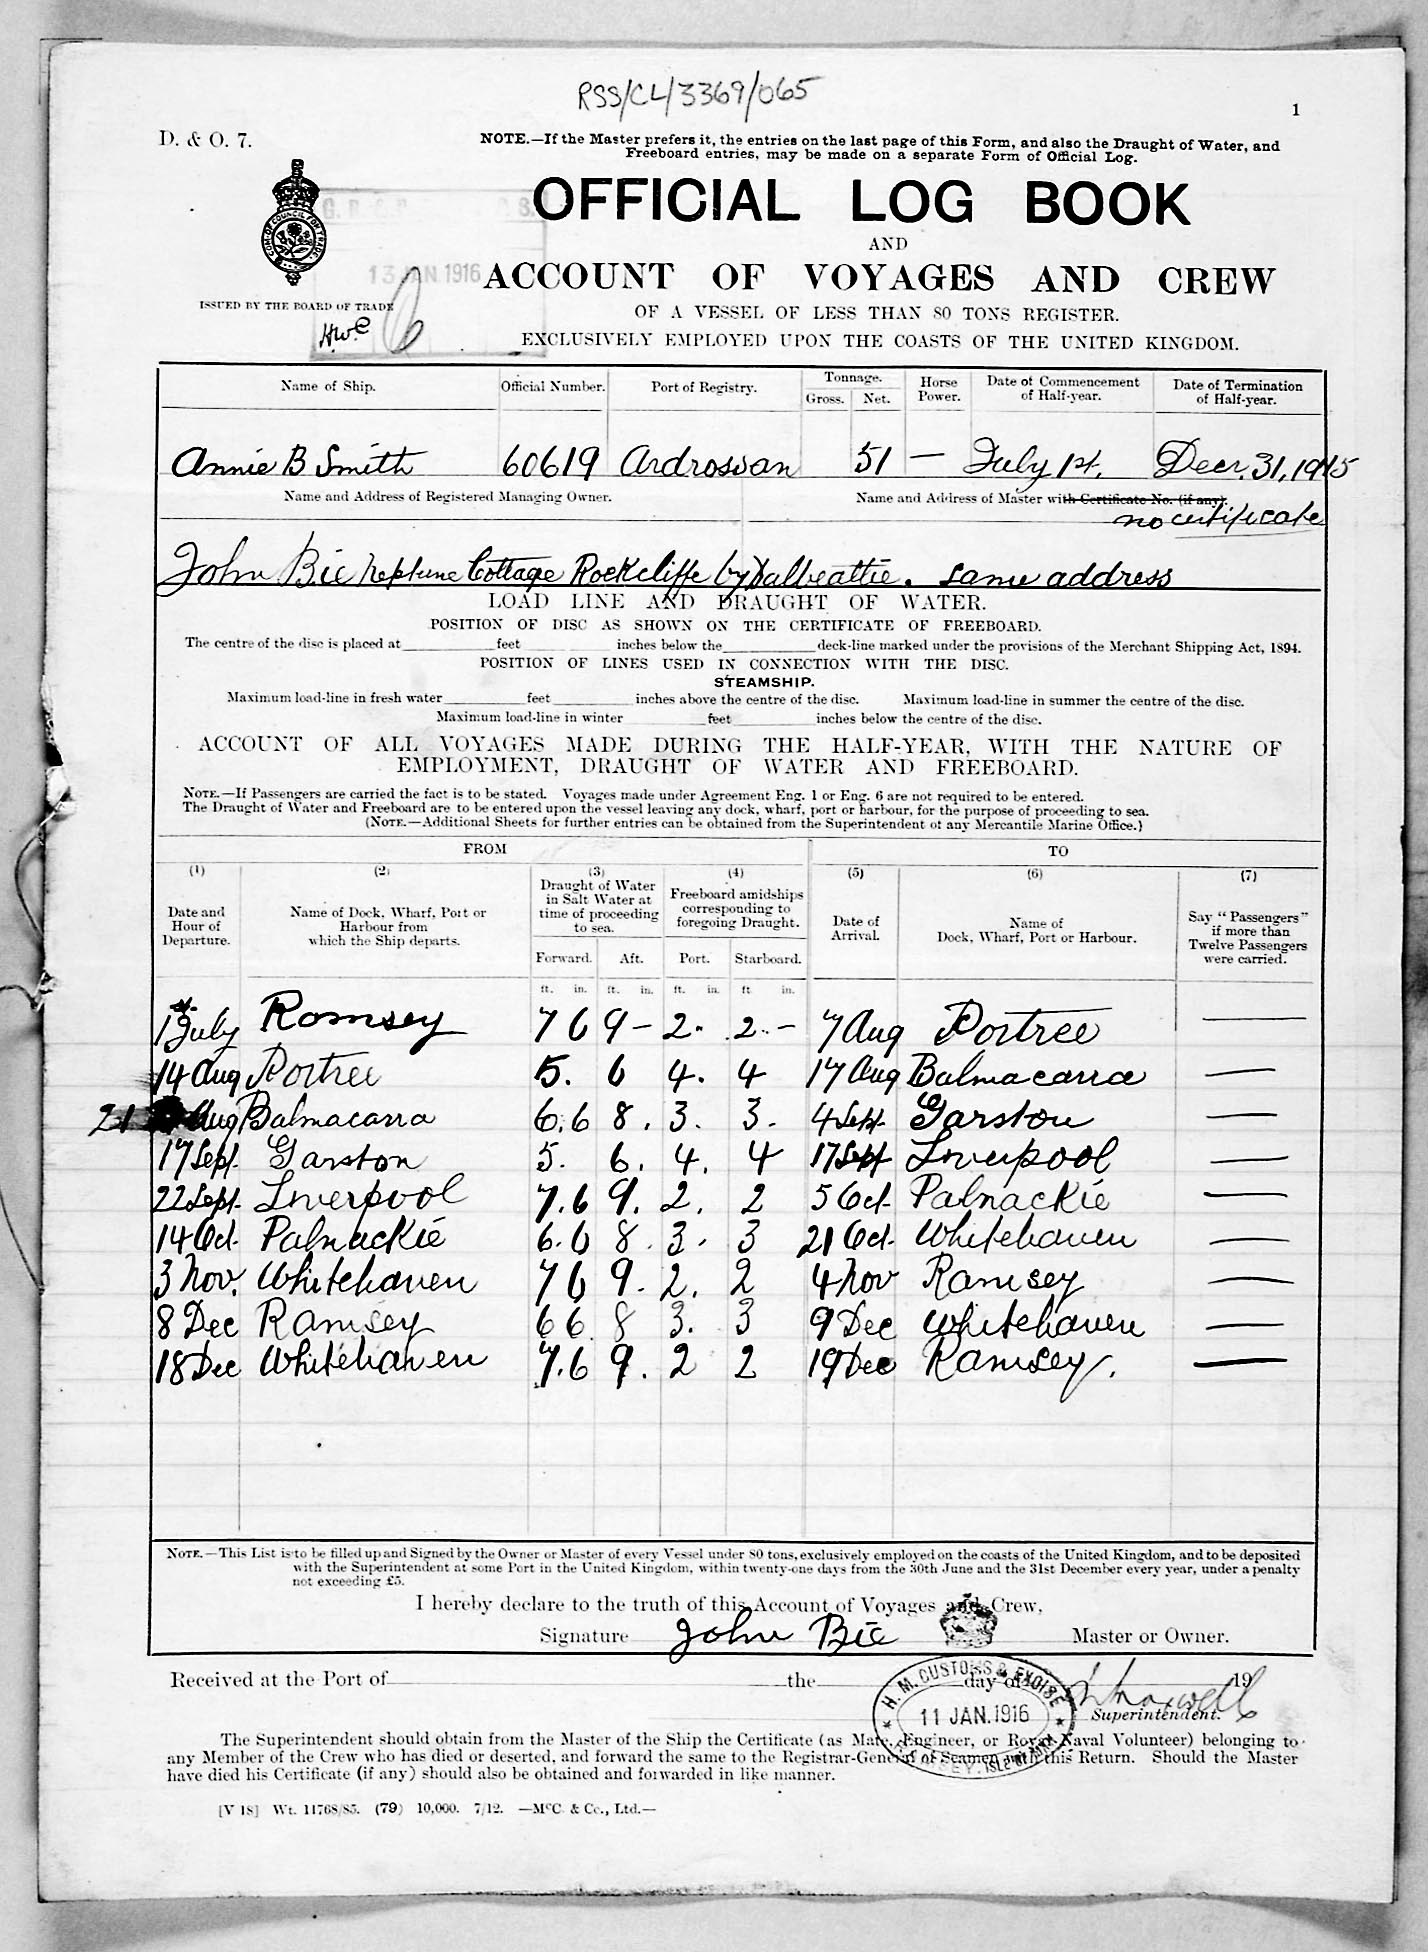 RSS/CL/3369/065
1
D. & O. 7.
NOTE.—If the Master prefers it, the entries on the last page of this Form, and also the Draught of Water, and
Freeboard entries, may be made on a separate Form of Official Log.
OFFICIAL LOG BOOK
AND
13 JAN 1916
ACCOUNT OF VOYAGES AND CREW
ISSUED BY THE BOARD OF TRADE
OF A VESSEL OF LESS THAN 80 TONS REGISTER.
H.W.C
EXCLUSIVELY EMPLOYED UPON THE COASTS OF THE UNITED KINGDOM.
Name of Ship. Official Number. Port of Registry. Tonnage. Gross. Net. Horse Power. Date of Commencement of Half-year. Date of Termination of Half-year.
Annie B Smith 60619 Ardrossan 51 — July 1st. Decr. 31, 1915
Name and Address of Registered Managing Owner. Name and Address of Master with Certificate No. (if any).
no certificate
John Bie Neptune Cottage Rockcliffe by Dalbeattie. same address
LOAD LINE AND DRAUGHT OF WATER.
POSITION OF DISC AS SHOWN ON THE CERTIFICATE OF FREEBOARD.
The centre of the disc is placed at feet inches below the deck-line marked under the provisions of the Merchant Shipping Act, 1894.
POSITION OF LINES USED IN CONNECTION WITH THE DISC.
STEAMSHIP.
Maximum load-line in fresh water feet inches above the centre of the disc. Maximum load-line in summer the centre of the disc.
Maximum load-line in winter feet inches below the centre of the disc.
ACCOUNT OF ALL VOYAGES MADE DURING THE HALF-YEAR, WITH THE NATURE OF
EMPLOYMENT, DRAUGHT OF WATER AND FREEBOARD.
NOTE.—If Passengers are carried the fact is to be stated. Voyages made under Agreement Eng. 1 or Eng. 6 are not required to be entered.
The Draught of Water and Freeboard are to be entered upon the vessel leaving any dock, wharf, port or harbour, for the purpose of proceeding to sea.
(NOTE.—Additional Sheets for further entries can be obtained from the Superintendent of any Mercantile Marine Office.)
FROM TO
(1) (2) (3) (4) (5) (6) (7)
Date and Hour of Departure.
Name of Dock, Wharf, Port or Harbour from which the Ship departs.
Draught of Water in Salt Water at time of proceeding to sea.
Freeboard amidships corresponding to foregoing Draught.
Date of Arrival.
Name of Dock, Wharf, Port or Harbour.
Say "Passengers" if more than Twelve Passengers were carried.
Forward. Aft. Port. Starboard.
ft. in. ft. in. ft. in. ft. in.
1st July Ramsey 7 6 9 – 2 . 2 . – 7 Aug Portree —
14 Aug Portree 5. 6 4. 4 17 Aug Balmacarra —
21 Aug Balmacarra 6.6 8. 3. 3. 4 Sept. Garston —
17 Sept. Garston 5. 6. 4. 4 17 Sept Liverpool —
22 Sept. Liverpool 7.6 9. 2. 2 5 Oct. Palnackie —
14 Oct. Palnackie 6.6 8. 3. 3 21 Oct. Whitehaven —
3 Nov. Whitehaven 7 6 9. 2. 2 4 Nov Ramsey —
8 Dec Ramsey 6 6 8 3. 3 9 Dec Whitehaven —
18 Dec Whitehaven 7.6 9. 2 2 19 Dec Ramsey. —
NOTE.—This List is to be filled up and Signed by the Owner or Master of every Vessel under 80 tons, exclusively employed on the coasts of the United Kingdom, and to be deposited
with the Superintendent at some Port in the United Kingdom, within twenty-one days from the 30th June and the 31st December every year, under a penalty
not exceeding £5.
I hereby declare to the truth of this Account of Voyages and Crew,
Signature John Bie Master or Owner.
Received at the Port of the day of 19
H. M. CUSTOMS & EXCISE
11 JAN. 1916
RAMSEY. ISLE OF MAN
Superintendent.
The Superintendent should obtain from the Master of the Ship the Certificate (as Mate, Engineer, or Royal Naval Volunteer) belonging to
any Member of the Crew who has died or deserted, and forward the same to the Registrar-General of Seamen with this Return. Should the Master
have died his Certificate (if any) should also be obtained and forwarded in like manner.
[V 18] Wt. 11768/85. (79) 10,000. 7/12. —McC. & Co., Ltd.—